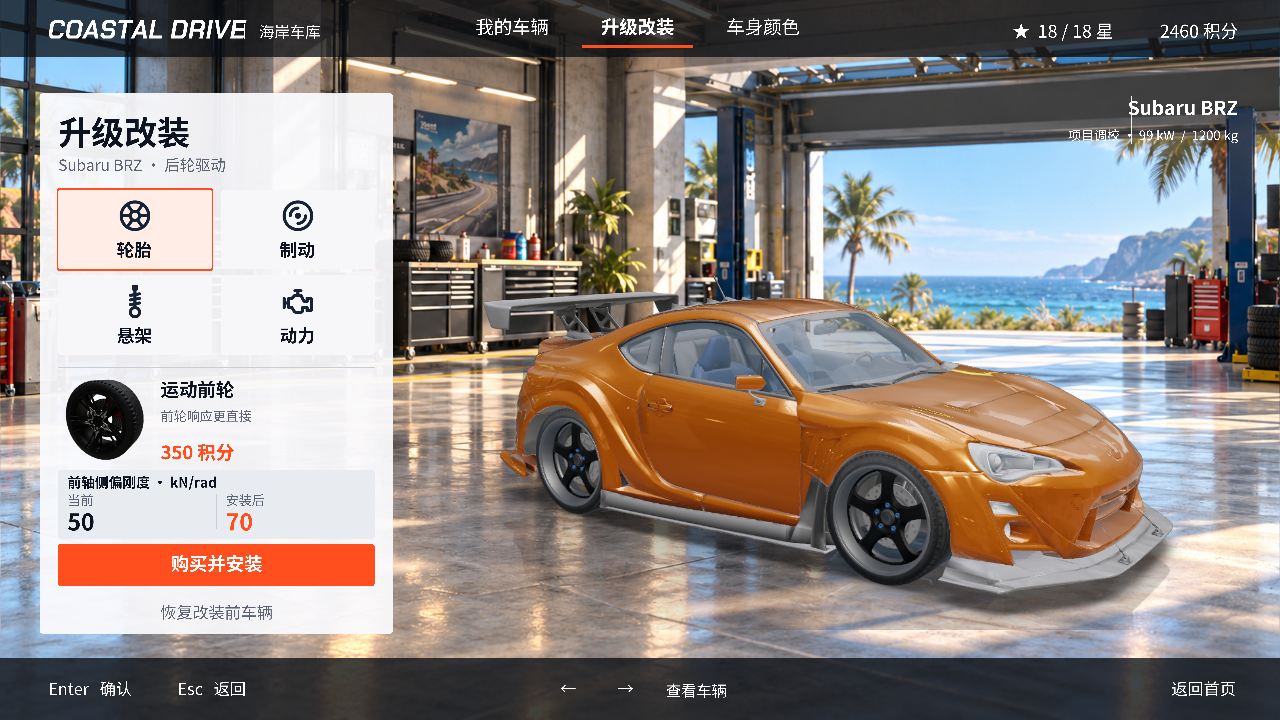 COASTAL DRIVE 海岸车库
我的车辆 升级改装 车身颜色
★ 18 / 18 星 2460 积分
Subaru BRZ
项目调校 · 99 kW / 1200 kg
升级改装
Subaru BRZ · 后轮驱动
轮胎 制动
悬架 动力
运动前轮
前轮响应更直接
350 积分
前轴侧偏刚度 · kN/rad
当前 安装后
50 70
购买并安装
恢复改装前车辆
Enter 确认 Esc 返回 ← → 查看车辆 返回首页